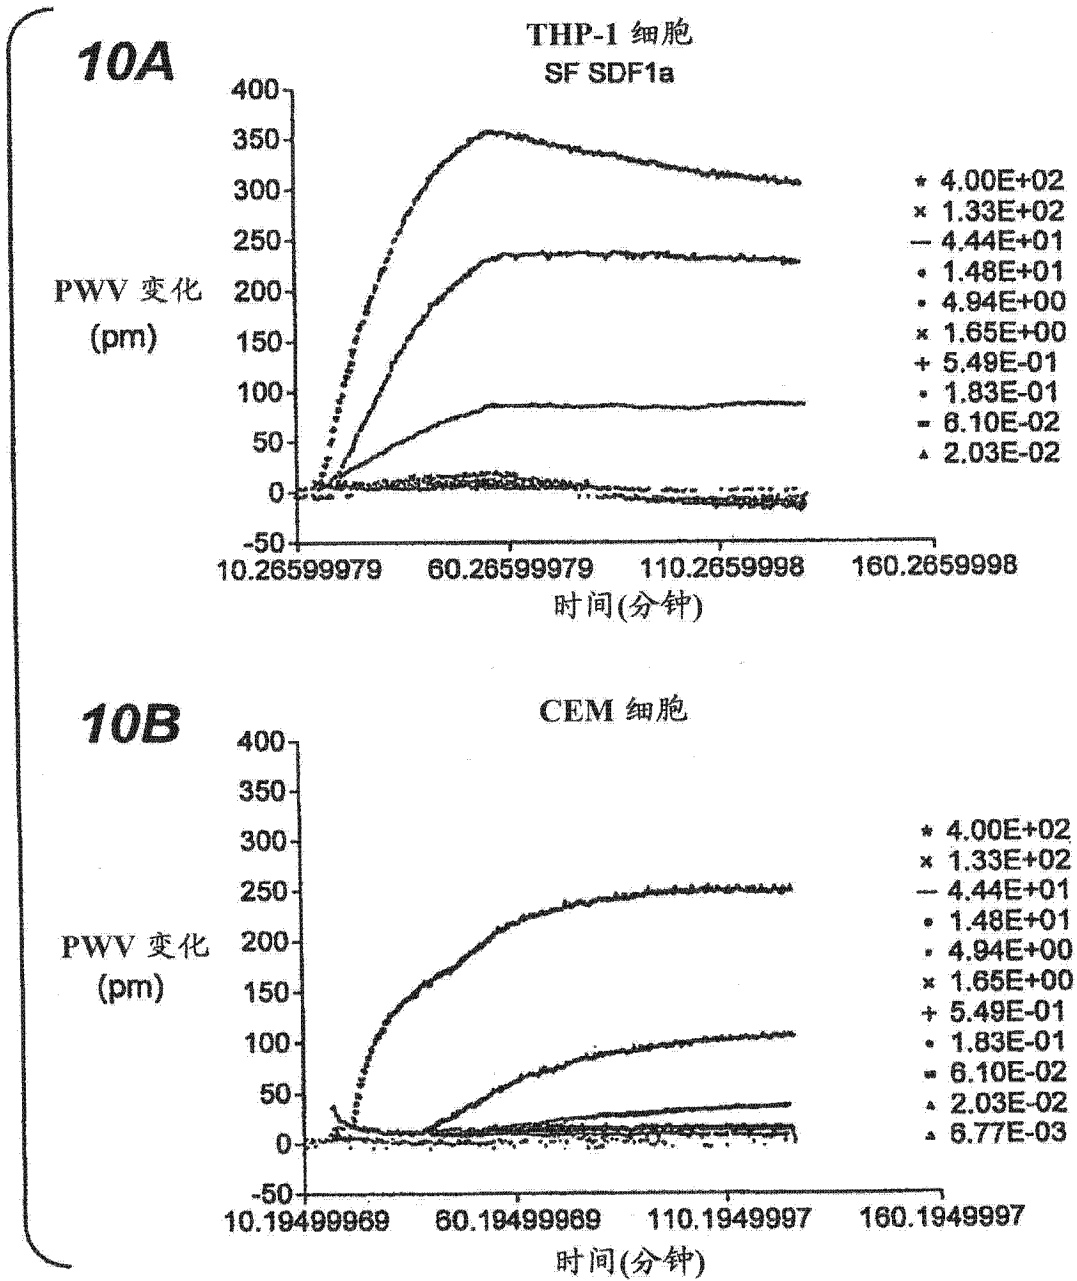 10A
THP-1 细胞
SF SDF1a
400
350
300
250
200
150
100
50
0
-50
PWV 变化
(pm)
10.26599979
60.26599979
110.2659998
160.2659998
时间(分钟)
4.00E+02
1.33E+02
4.44E+01
1.48E+01
4.94E+00
1.65E+00
5.49E-01
1.83E-01
6.10E-02
2.03E-02
10B
CEM 细胞
400
350
300
250
200
150
100
50
0
-50
PWV 变化
(pm)
10.19499969
60.19499969
110.1949997
160.1949997
时间(分钟)
4.00E+02
1.33E+02
4.44E+01
1.48E+01
4.94E+00
1.65E+00
5.49E-01
1.83E-01
6.10E-02
2.03E-02
6.77E-03